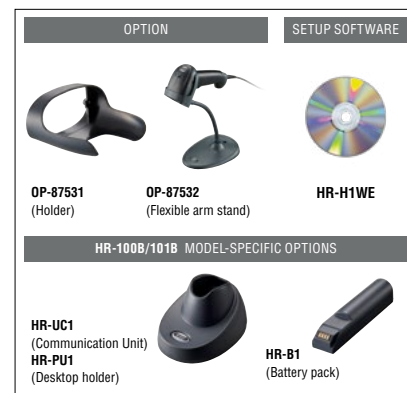 OPTION
SETUP SOFTWARE
OP-87531
(Holder)
OP-87532
(Flexible arm stand)
HR-H1WE
HR-100B/101B MODEL-SPECIFIC OPTIONS
HR-UC1
(Communication Unit)
HR-PU1
(Desktop holder)
HR-B1
(Battery pack)